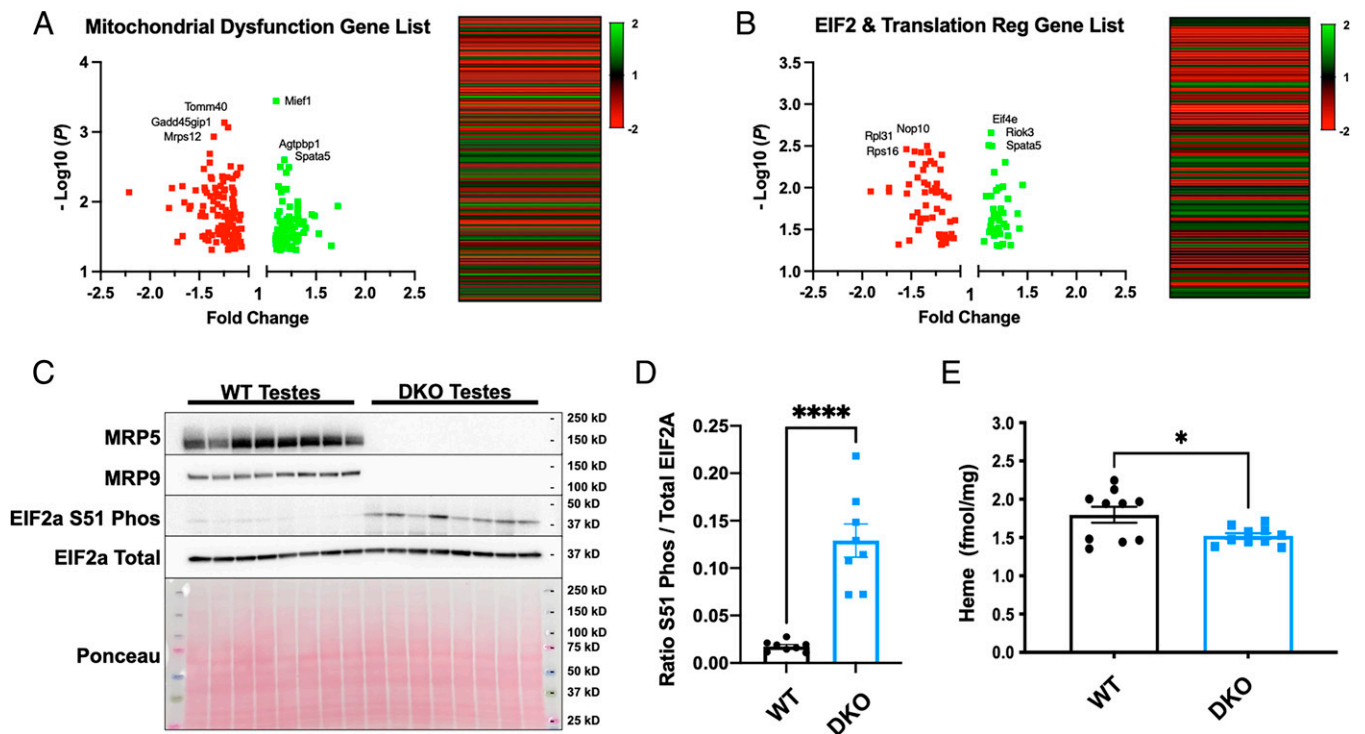 A
Mitochondrial Dysfunction Gene List
4
3
2
1
- Log10 (P)
Tomm40
Gadd45gip1
Mrps12
Mief1
Agtpbp1
Spata5
-2.5
-2.0
-1.5
-1.0
1
1.5
2.0
2.5
Fold Change
2
1
-2
B
EIF2 & Translation Reg Gene List
3.5
3.0
2.5
2.0
1.5
1.0
- Log10 (P)
Rpl31
Nop10
Rps16
Eif4e
Riok3
Spata5
-2.5
-2.0
-1.5
-1.0
1
1.5
2.0
2.5
Fold Change
2
1
-2
C
WT Testes
DKO Testes
MRP5
250 kD
150 kD
MRP9
150 kD
100 kD
EIF2a S51 Phos
50 kD
37 kD
EIF2a Total
37 kD
Ponceau
250 kD
150 kD
100 kD
75 kD
50 kD
37 kD
25 kD
D
****
0.25
0.20
0.15
0.10
0.05
0.00
Ratio S51 Phos / Total EIF2A
WT
DKO
E
*
3.0
2.5
2.0
1.5
1.0
0.5
0.0
Heme (fmol/mg)
WT
DKO